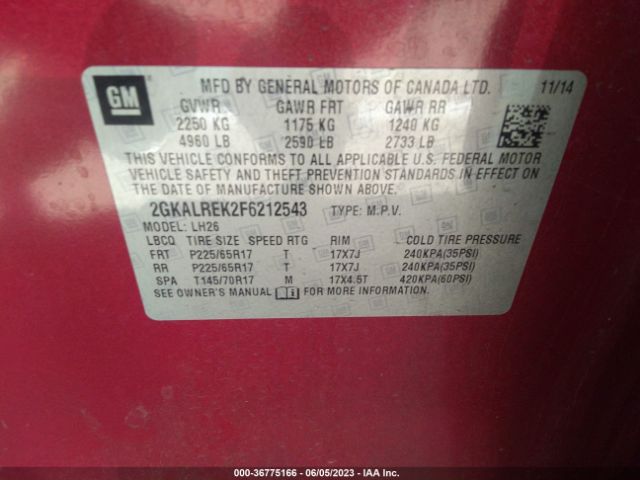 GM
MFD BY GENERAL MOTORS OF CANADA LTD. 11/14
GVWR GAWR FRT GAWR RR
2250 KG 1175 KG 1240 KG
4960 LB 2590 LB 2733 LB
THIS VEHICLE CONFORMS TO ALL APPLICABLE U.S. FEDERAL MOTOR
VEHICLE SAFETY AND THEFT PREVENTION STANDARDS IN EFFECT ON
THE DATE OF MANUFACTURE SHOWN ABOVE.
2GKALREK2F6212543 TYPE: M.P.V.
MODEL: LH26
LBCQ TIRE SIZE SPEED RTG RIM COLD TIRE PRESSURE
FRT P225/65R17 T 17X7J 240KPA(35PSI)
RR P225/65R17 T 17X7J 240KPA(35PSI)
SPA T145/70R17 M 17X4.5T 420KPA(60PSI)
SEE OWNER'S MANUAL FOR MORE INFORMATION
000-36775166 - 06/05/2023 - IAA Inc.